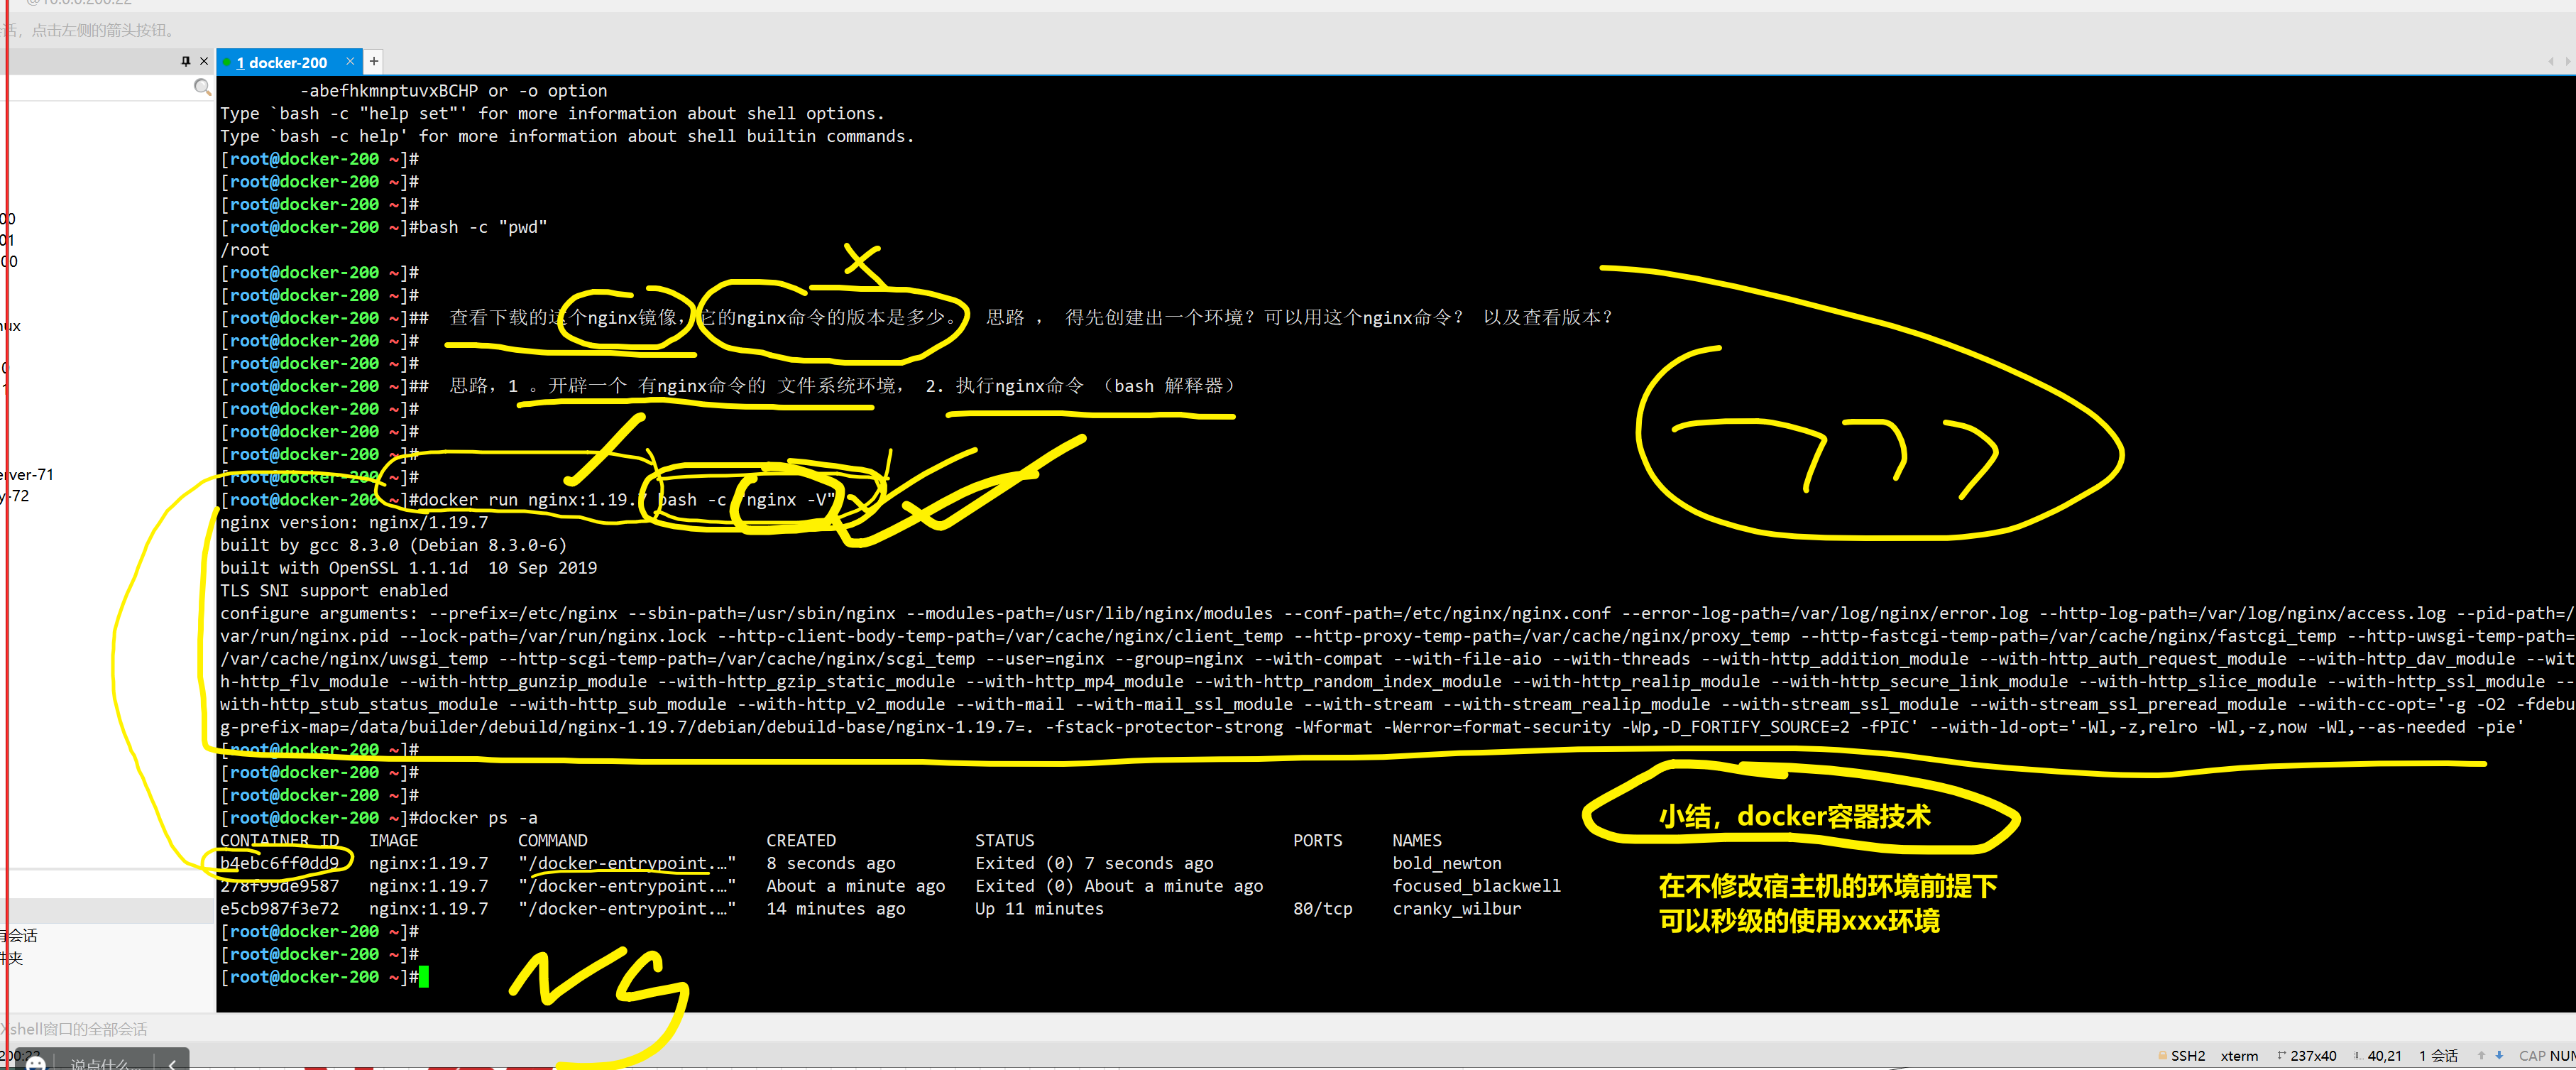 话，点击左侧的箭头按钮。
1 docker-200
-abefhkmnptuvxBCHP or -o option
Type `bash -c "help set"' for more information about shell options.
Type `bash -c help' for more information about shell builtin commands.
[root@docker-200 ~]#
[root@docker-200 ~]#
[root@docker-200 ~]#
[root@docker-200 ~]#bash -c "pwd"
/root
[root@docker-200 ~]#
[root@docker-200 ~]#
[root@docker-200 ~]## 查看下载的这个nginx镜像，它的nginx命令的版本是多少。 思路 ， 得先创建出一个环境？可以用这个nginx命令？ 以及查看版本？
[root@docker-200 ~]#
[root@docker-200 ~]#
[root@docker-200 ~]## 思路，1 。开辟一个 有nginx命令的 文件系统环境， 2. 执行nginx命令 （bash 解释器）
[root@docker-200 ~]#
[root@docker-200 ~]#
[root@docker-200 ~]#
[root@docker-200 ~]#
[root@docker-200 ~]#docker run nginx:1.19.7 bash -c "nginx -V"
nginx version: nginx/1.19.7
built by gcc 8.3.0 (Debian 8.3.0-6)
built with OpenSSL 1.1.1d  10 Sep 2019
TLS SNI support enabled
configure arguments: --prefix=/etc/nginx --sbin-path=/usr/sbin/nginx --modules-path=/usr/lib/nginx/modules --conf-path=/etc/nginx/nginx.conf --error-log-path=/var/log/nginx/error.log --http-log-path=/var/log/nginx/access.log --pid-path=/
var/run/nginx.pid --lock-path=/var/run/nginx.lock --http-client-body-temp-path=/var/cache/nginx/client_temp --http-proxy-temp-path=/var/cache/nginx/proxy_temp --http-fastcgi-temp-path=/var/cache/nginx/fastcgi_temp --http-uwsgi-temp-path=
/var/cache/nginx/uwsgi_temp --http-scgi-temp-path=/var/cache/nginx/scgi_temp --user=nginx --group=nginx --with-compat --with-file-aio --with-threads --with-http_addition_module --with-http_auth_request_module --with-http_dav_module --wit
h-http_flv_module --with-http_gunzip_module --with-http_gzip_static_module --with-http_mp4_module --with-http_random_index_module --with-http_realip_module --with-http_secure_link_module --with-http_slice_module --with-http_ssl_module --
with-http_stub_status_module --with-http_sub_module --with-http_v2_module --with-mail --with-mail_ssl_module --with-stream --with-stream_realip_module --with-stream_ssl_module --with-stream_ssl_preread_module --with-cc-opt='-g -O2 -fdebu
g-prefix-map=/data/builder/debuild/nginx-1.19.7/debian/debuild-base/nginx-1.19.7=. -fstack-protector-strong -Wformat -Werror=format-security -Wp,-D_FORTIFY_SOURCE=2 -fPIC' --with-ld-opt='-Wl,-z,relro -Wl,-z,now -Wl,--as-needed -pie'
[root@docker-200 ~]#
[root@docker-200 ~]#
[root@docker-200 ~]#
[root@docker-200 ~]#docker ps -a
CONTAINER ID   IMAGE          COMMAND                  CREATED              STATUS                          PORTS     NAMES
b4ebc6ff0dd9   nginx:1.19.7   "/docker-entrypoint.…"   8 seconds ago        Exited (0) 7 seconds ago                  bold_newton
278f99de9587   nginx:1.19.7   "/docker-entrypoint.…"   About a minute ago   Exited (0) About a minute ago             focused_blackwell
e5cb987f3e72   nginx:1.19.7   "/docker-entrypoint.…"   14 minutes ago       Up 11 minutes                   80/tcp    cranky_wilbur
[root@docker-200 ~]#
[root@docker-200 ~]#
[root@docker-200 ~]#
小结，docker容器技术
在不修改宿主机的环境前提下
可以秒级的使用xxx环境
erver-71
y-72
有会话
件夹
Xshell窗口的全部会话
说点什么...
SSH2 xterm 237x40 40,21 1 会话 CAP NUM